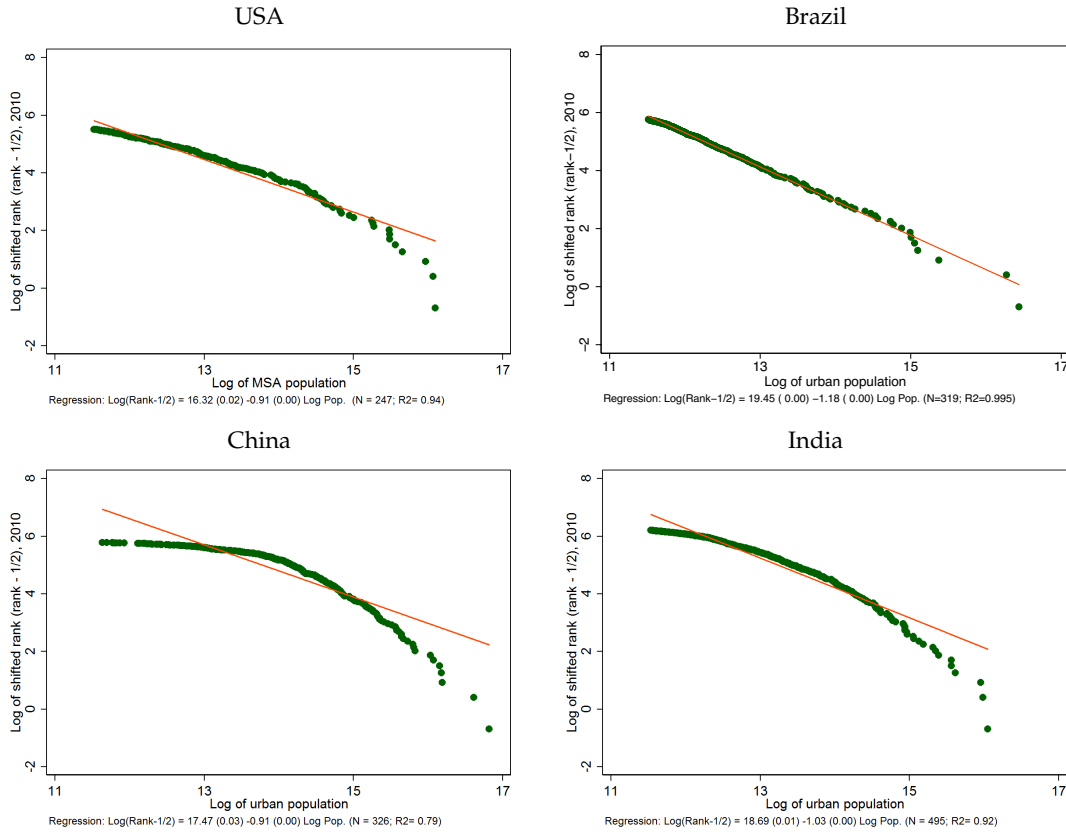 USA
Log of shifted rank (rank - 1/2), 2010
8
6
4
2
0
-2
11
13
15
17
Log of MSA population
Regression: Log(Rank-1/2) = 16.32 (0.02) -0.91 (0.00) Log Pop. (N = 247; R2= 0.94)
Brazil
Log of shifted rank (rank−1/2), 2010
8
6
4
2
0
−2
11
13
15
17
Log of urban population
Regression: Log(Rank−1/2) = 19.45 ( 0.00) −1.18 ( 0.00) Log Pop. (N=319; R2=0.995)
China
Log of shifted rank (rank - 1/2), 2010
8
6
4
2
0
-2
11
13
15
17
Log of urban population
Regression: Log(Rank-1/2) = 17.47 (0.03) -0.91 (0.00) Log Pop. (N = 326; R2= 0.79)
India
Log of shifted rank (rank - 1/2), 2010
8
6
4
2
0
-2
11
13
15
17
Log of urban population
Regression: Log(Rank-1/2) = 18.69 (0.01) -1.03 (0.00) Log Pop. (N = 495; R2= 0.92)